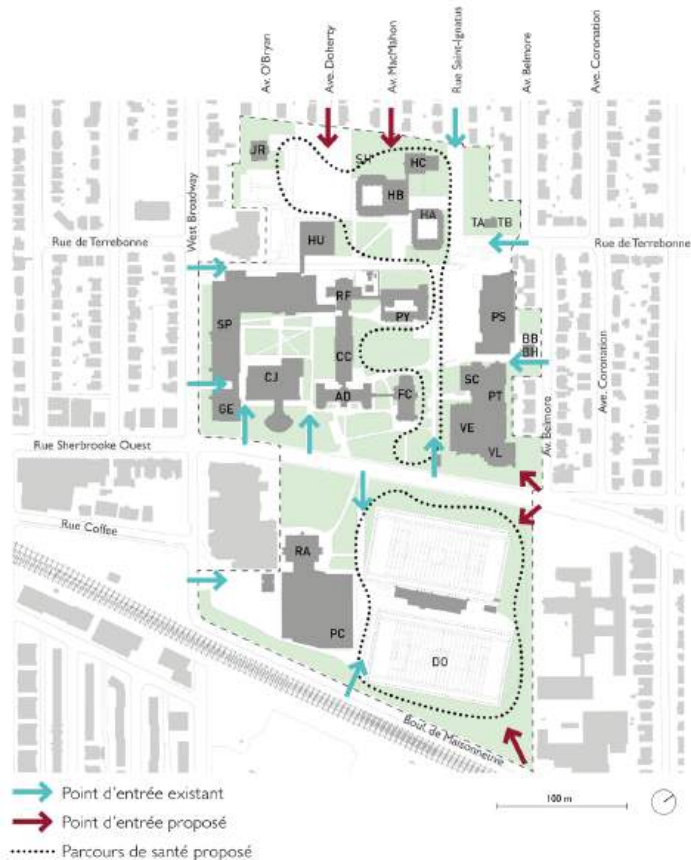 Av. O'Bryan
Ave. Doherty
Av. MacMahon
Rue Saint-Ignatus
Av. Belmore
Ave. Coronation
JR
SH
HC
HB
HA
TA
TB
West Broadway
Rue de Terrebonne
HU
Rue de Terrebonne
RF
PY
PS
SP
BB
BH
CC
CJ
SC
PT
AD
FC
GE
VE
VL
Av. Belmore
Ave. Coronation
Rue Sherbrooke Ouest
Rue Coffee
RA
PC
DO
Boul. de Maisonneuve
100 m
Point d'entrée existant
Point d'entrée proposé
Parcours de santé proposé